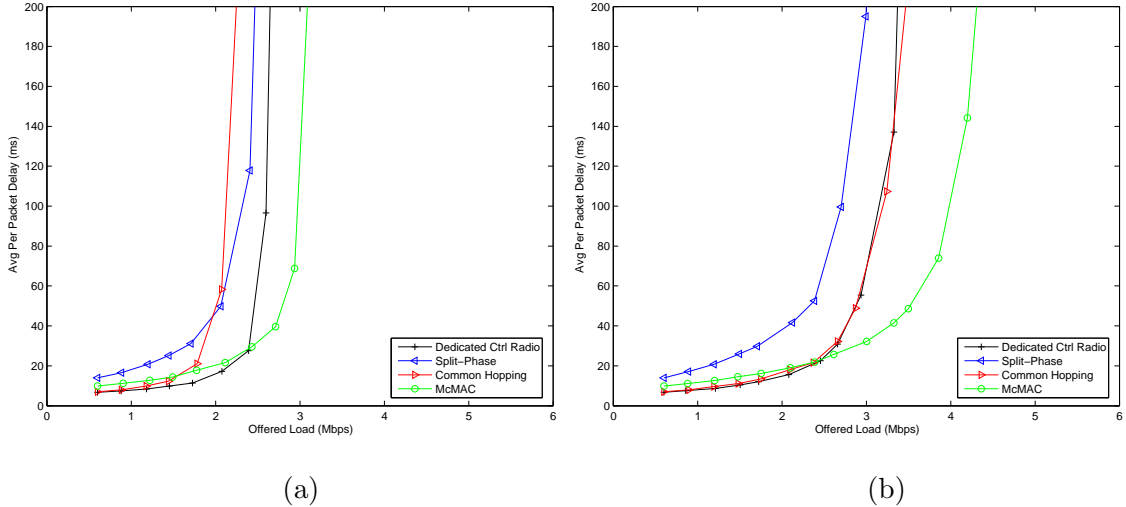 200
180
160
140
120
100
80
60
40
20
0
0 1 2 3 4 5 6
Avg Per Packet Delay (ms)
Offered Load (Mbps)
Dedicated Ctrl Radio
Split−Phase
Common Hopping
McMAC
(a)
200
180
160
140
120
100
80
60
40
20
0
0 1 2 3 4 5 6
Avg Per Packet Delay (ms)
Offered Load (Mbps)
Dedicated Ctrl Radio
Split−Phase
Common Hopping
McMAC
(b)